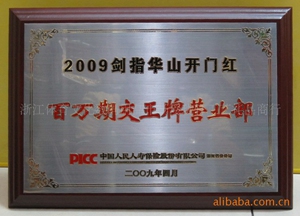 2009剑指华山开门红
百万期交王牌营业部
PICC 中国人民人寿保险股份有限公司
二〇〇九年四月
alibaba.com.cn